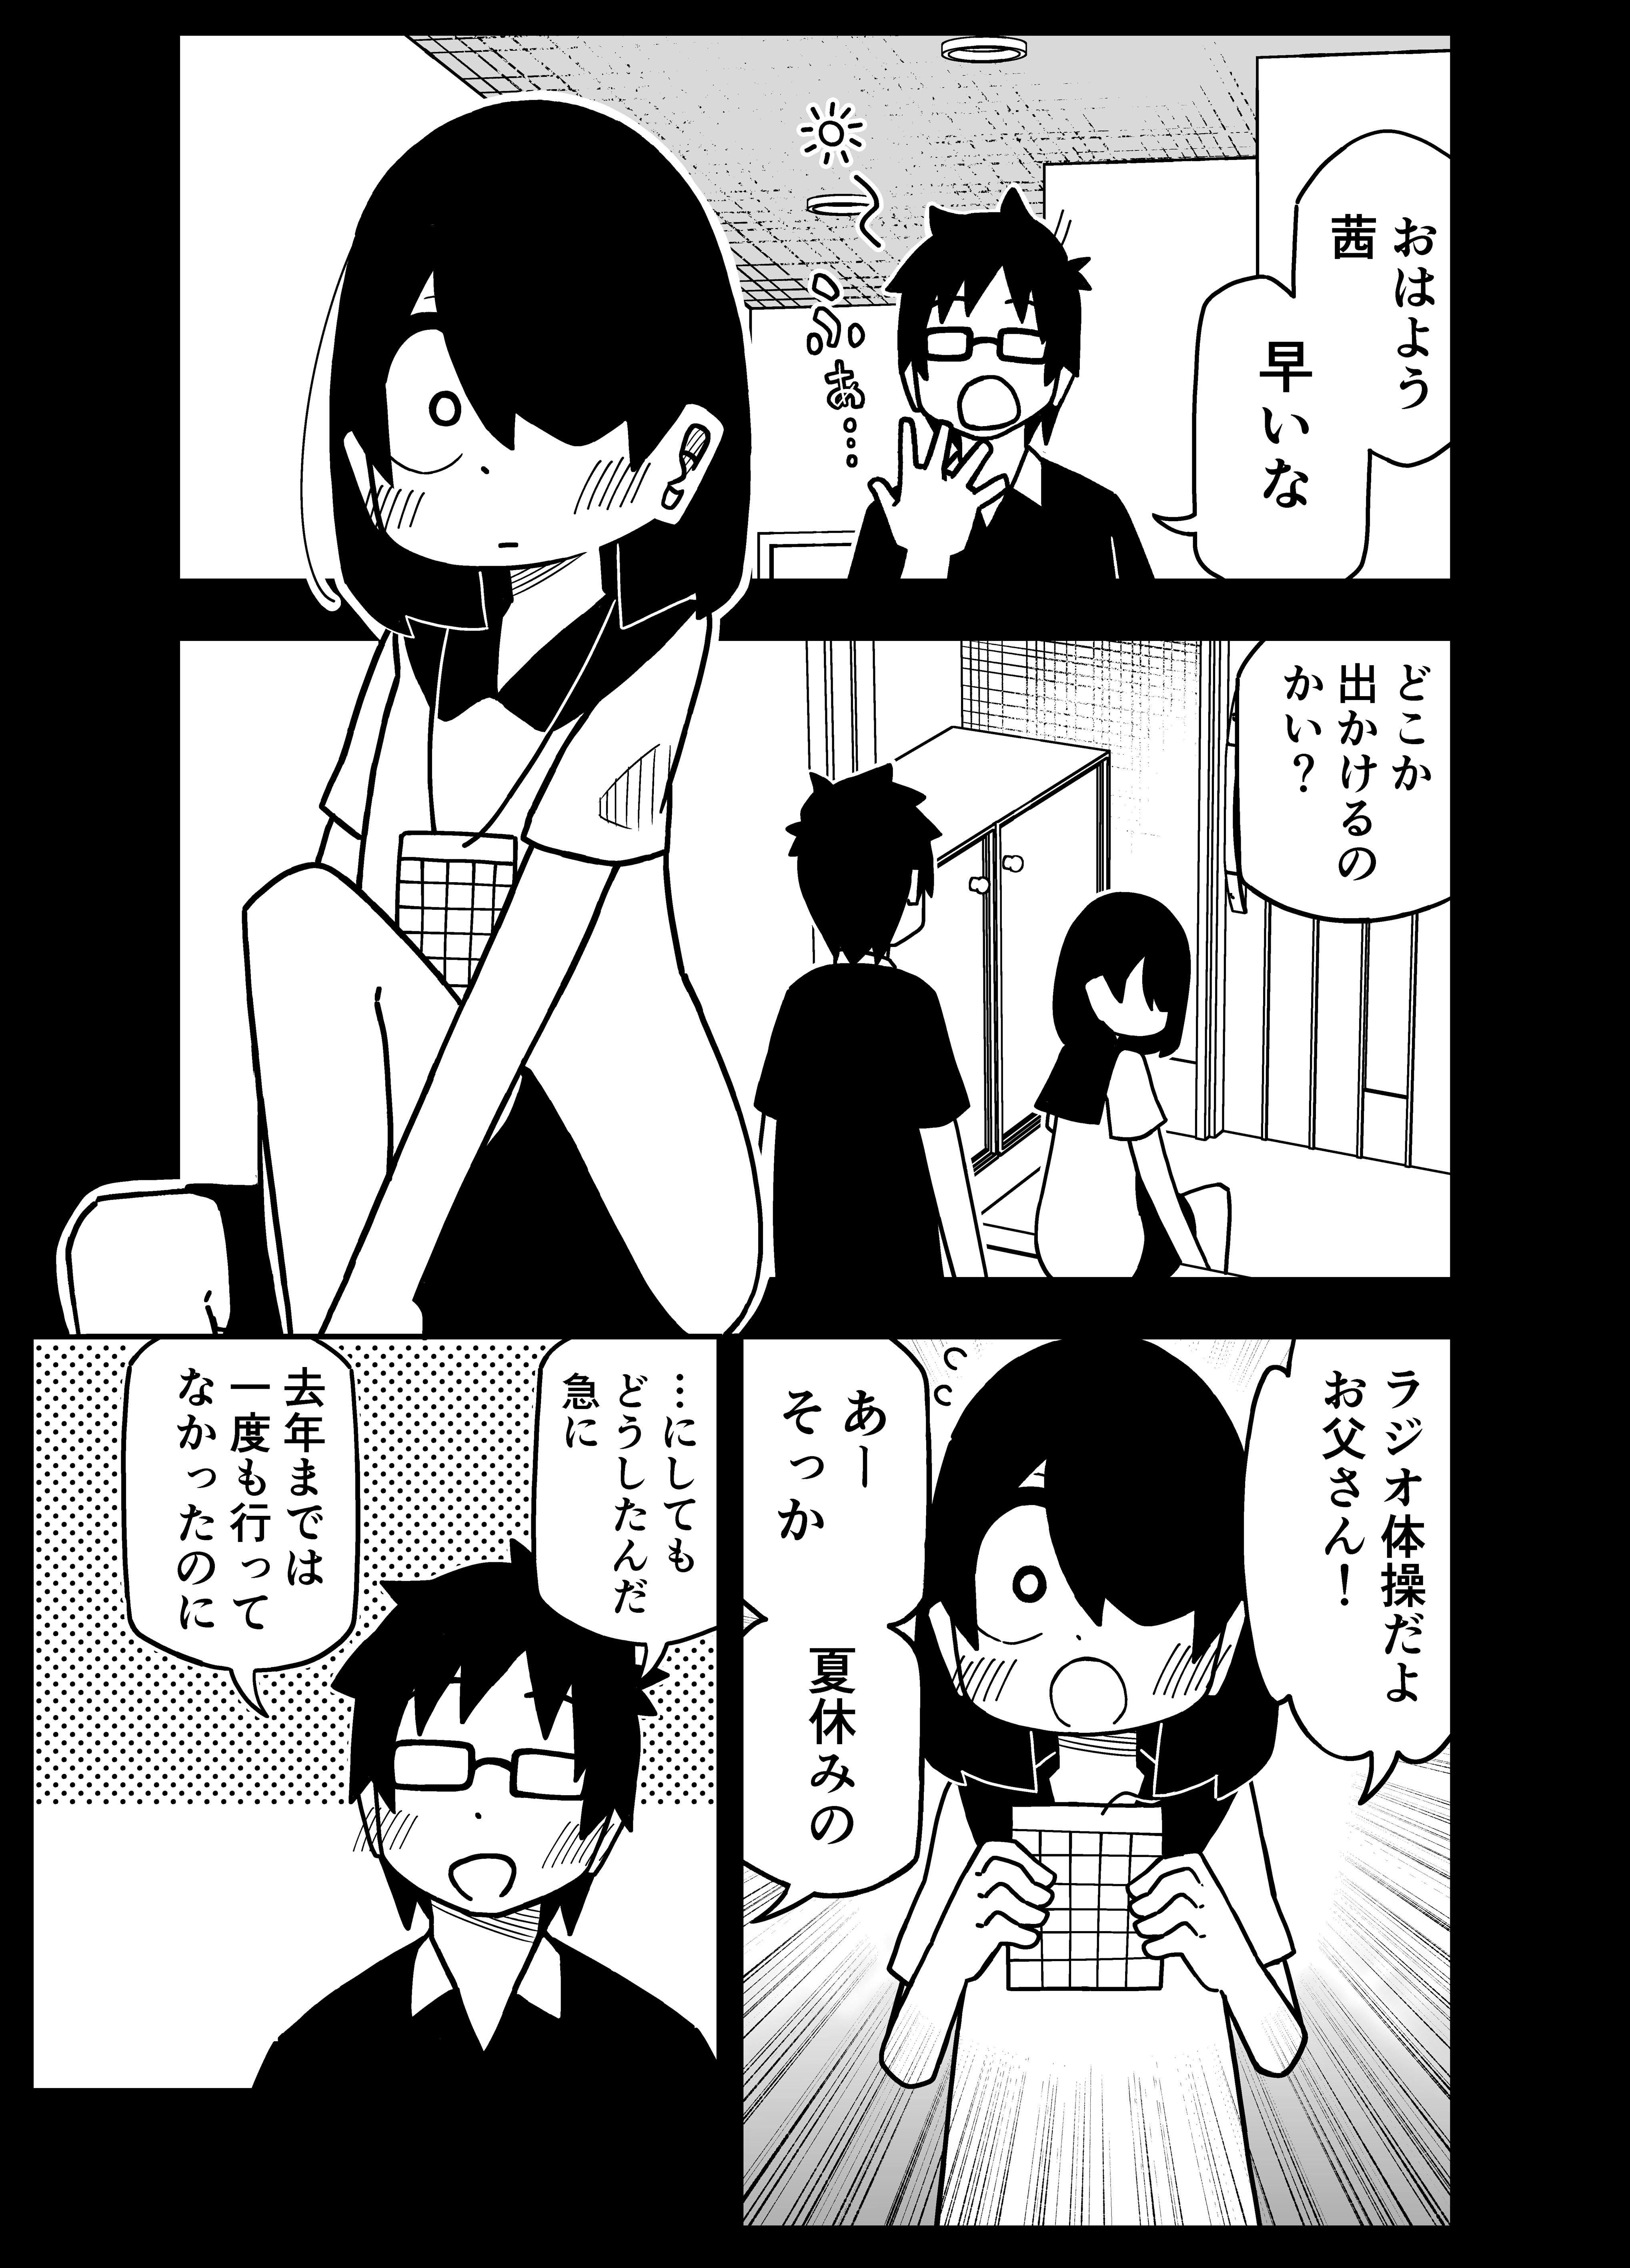 おはよう
茜
早いな
ふぁ…
どこか
出かけるの
かい？
ラジオ体操だよ
お父さん！
あー
そっか
夏休みの
…にしても
どうしたんだ
急に
去年までは
一度も行って
なかったのに